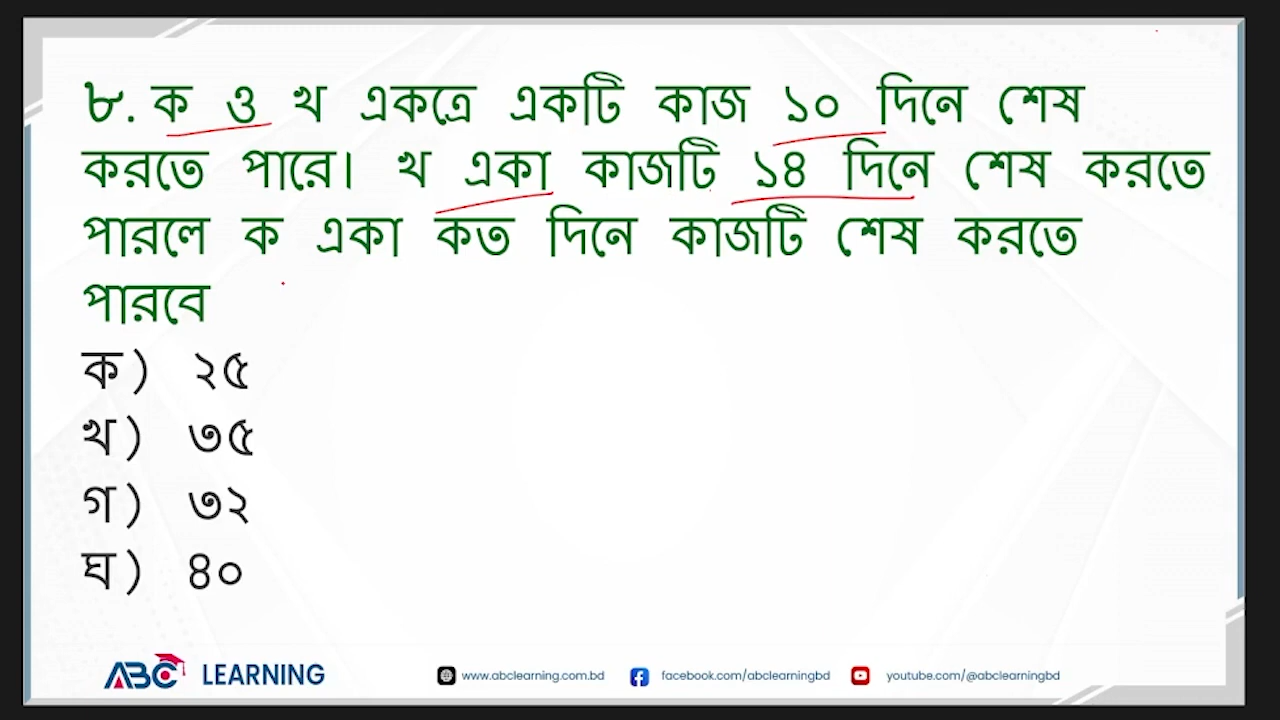 ৮. ক ও খ একত্রে একটি কাজ ১০ দিনে শেষ
করতে পারে। খ একা কাজটি ১৪ দিনে শেষ করতে
পারলে ক একা কত দিনে কাজটি শেষ করতে
পারবে
ক) ২৫
খ) ৩৫
গ) ৩২
ঘ) ৪০
ABC LEARNING www.abclearning.com.bd facebook.com/abclearningbd youtube.com/@abclearningbd